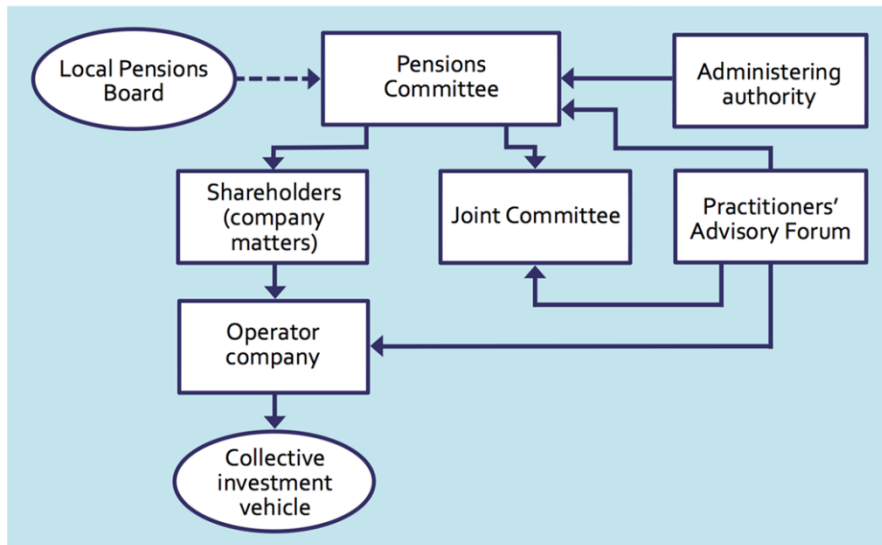 Local Pensions
Board
Pensions
Committee
Administering
authority
Shareholders
(company
matters)
Joint Committee
Practitioners’
Advisory Forum
Operator
company
Collective
investment
vehicle